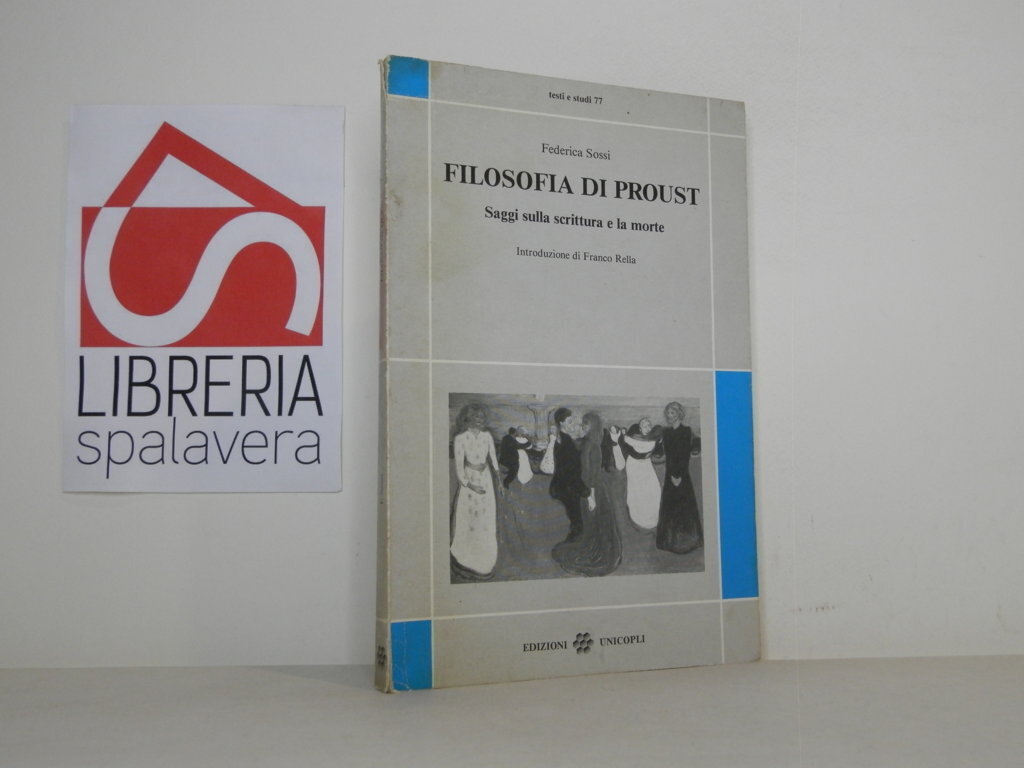 LIBRERIA
spalavera
testi e studi 77
Federica Sossi
FILOSOFIA DI PROUST
Saggi sulla scrittura e la morte
Introduzione di Franco Rella
EDIZIONI UNICOPLI